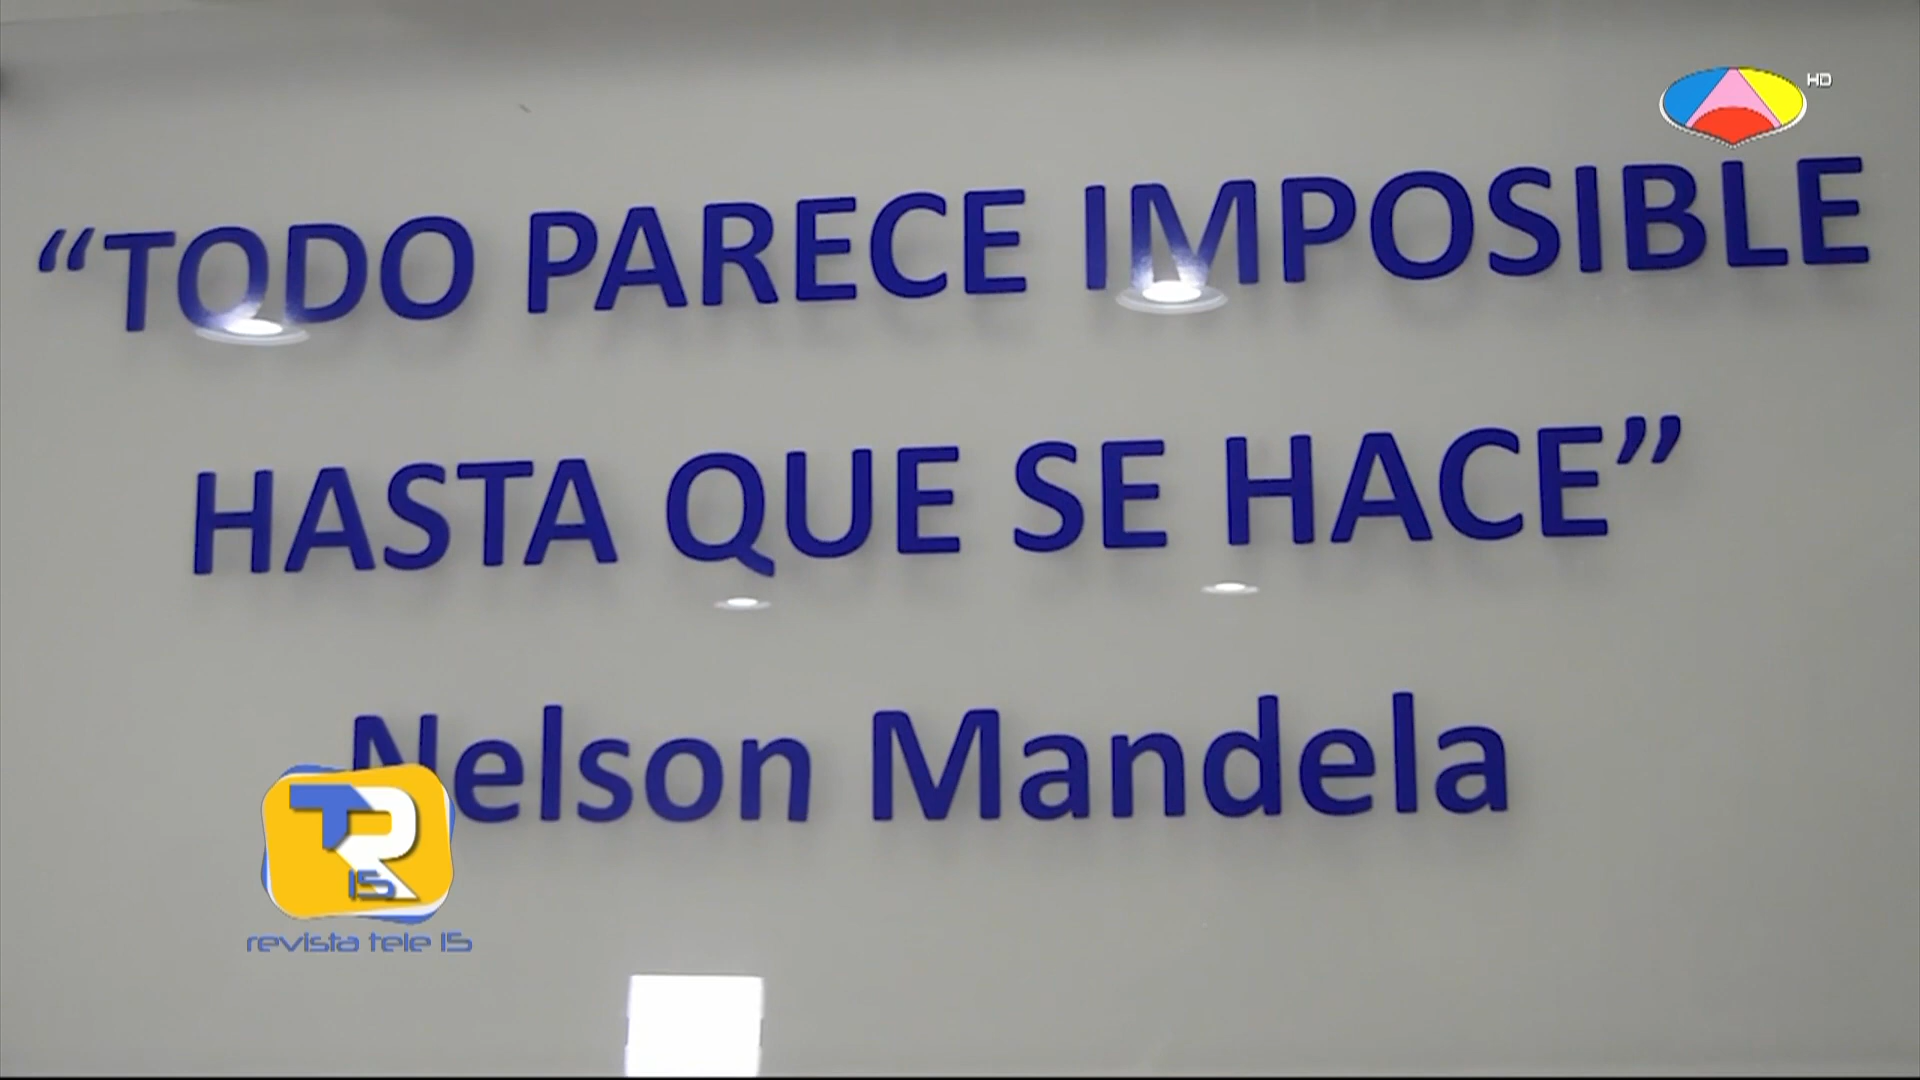 HD
“TODO PARECE IMPOSIBLE
HASTA QUE SE HACE”
Nelson Mandela
TR
15
revista tele 15